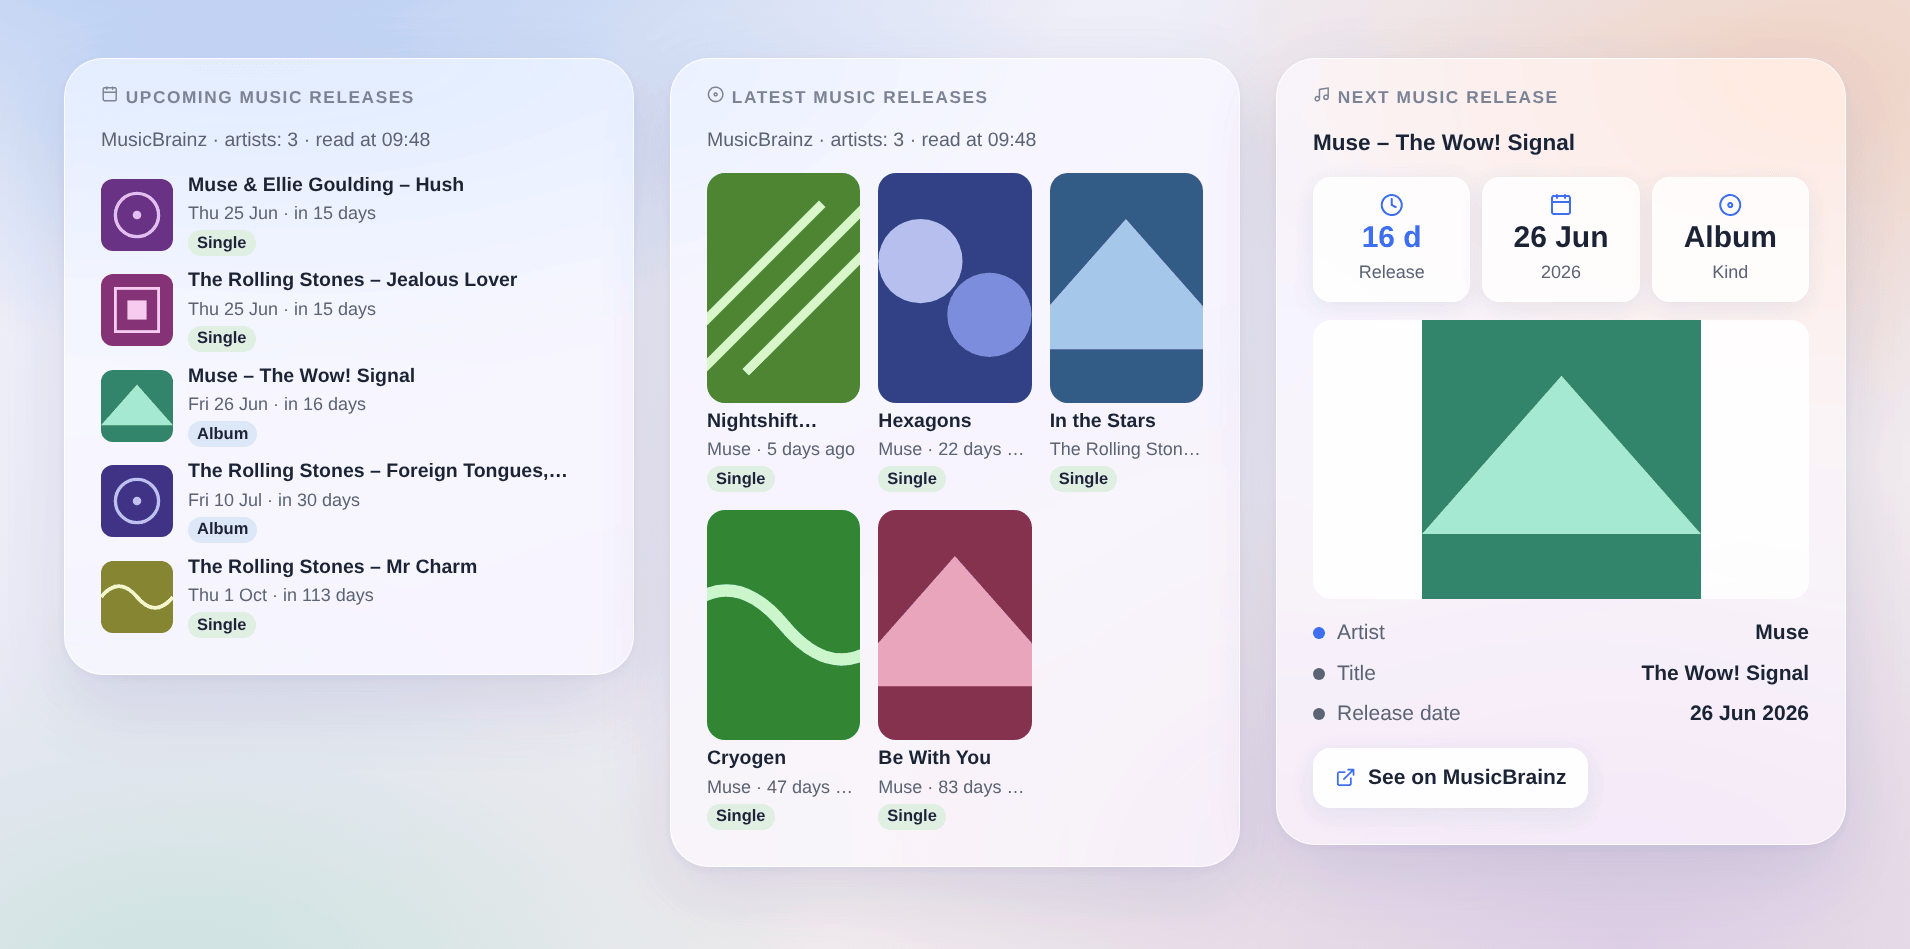 UPCOMING MUSIC RELEASES
MusicBrainz · artists: 3 · read at 09:48
Muse & Ellie Goulding – Hush
Thu 25 Jun · in 15 days
Single
The Rolling Stones – Jealous Lover
Thu 25 Jun · in 15 days
Single
Muse – The Wow! Signal
Fri 26 Jun · in 16 days
Album
The Rolling Stones – Foreign Tongues,…
Fri 10 Jul · in 30 days
Album
The Rolling Stones – Mr Charm
Thu 1 Oct · in 113 days
Single
LATEST MUSIC RELEASES
MusicBrainz · artists: 3 · read at 09:48
Nightshift…
Muse · 5 days ago
Single
Hexagons
Muse · 22 days …
Single
In the Stars
The Rolling Ston…
Single
Cryogen
Muse · 47 days …
Single
Be With You
Muse · 83 days …
Single
NEXT MUSIC RELEASE
Muse – The Wow! Signal
16 d
Release
26 Jun
2026
Album
Kind
Artist Muse
Title The Wow! Signal
Release date 26 Jun 2026
See on MusicBrainz